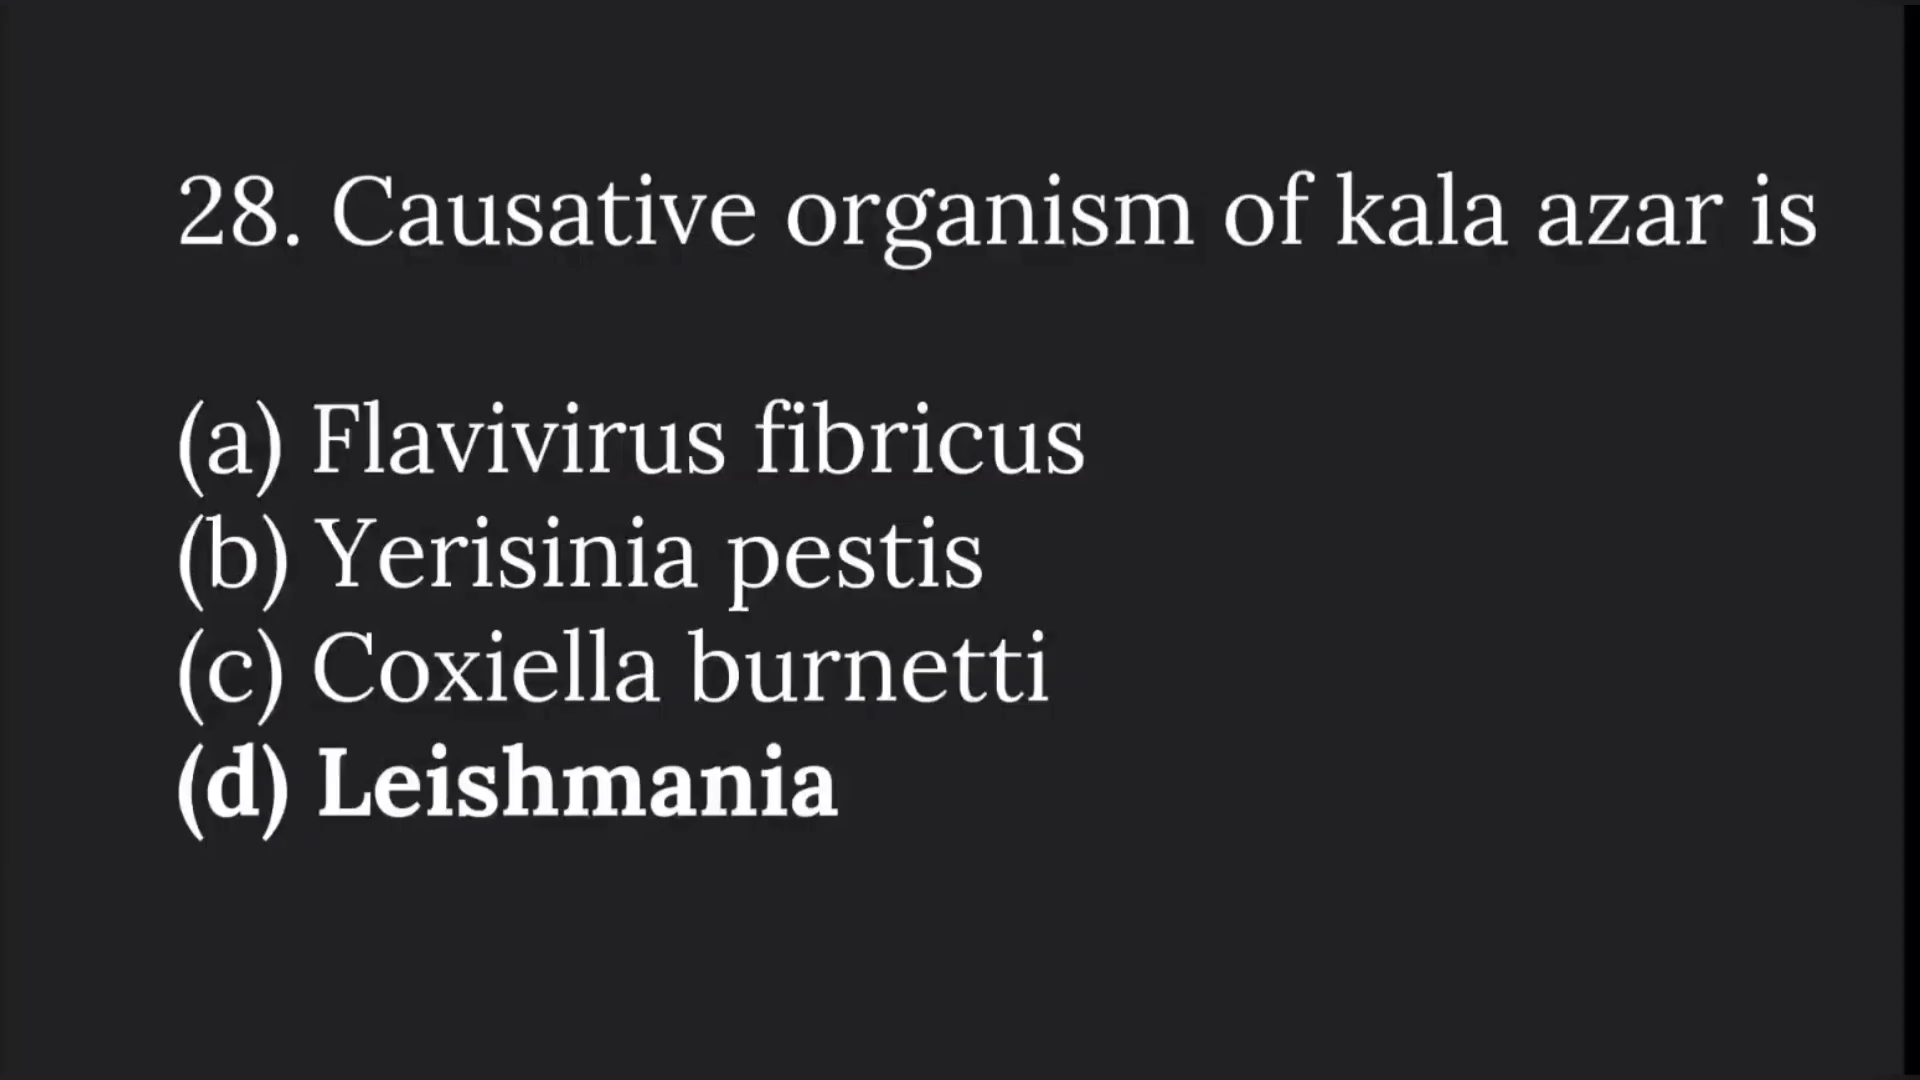 28. Causative organism of kala azar is
(a) Flavivirus fibricus
(b) Yerisinia pestis
(c) Coxiella burnetti
(d) Leishmania